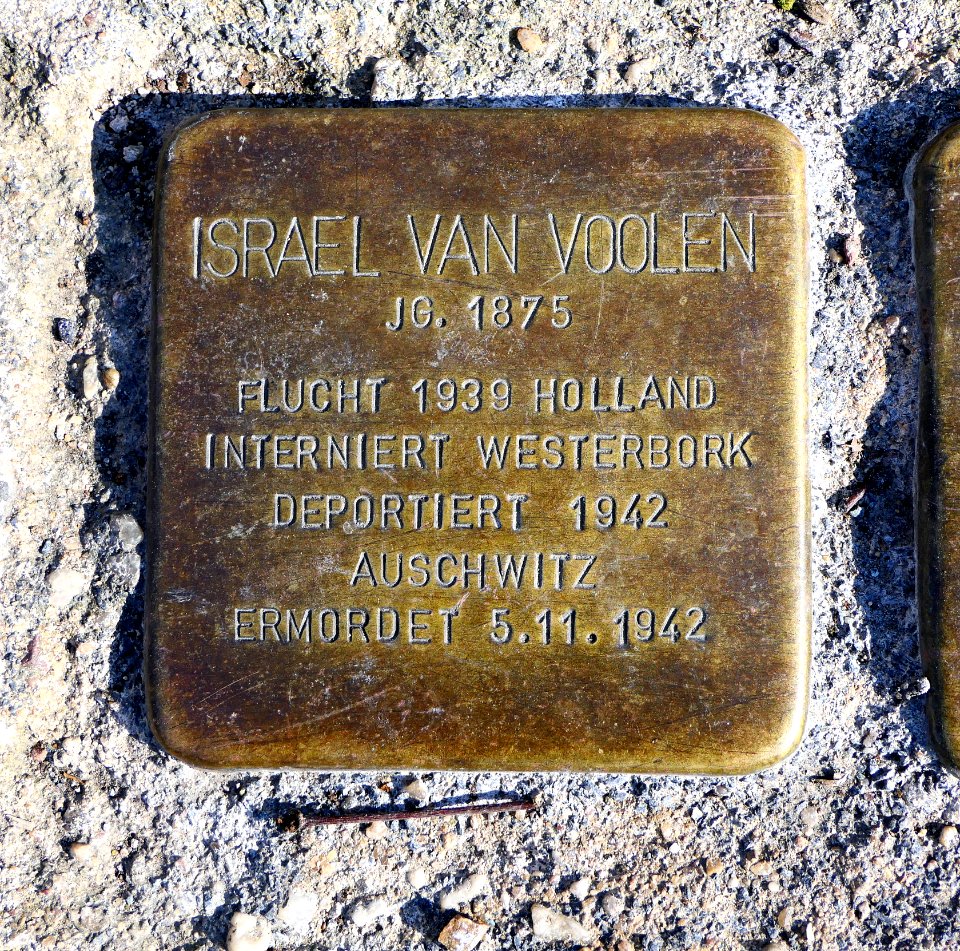 ISRAEL VAN VOOLEN
JG. 1875
FLUCHT 1939 HOLLAND
INTERNIERT WESTERBORK
DEPORTIERT 1942
AUSCHWITZ
ERMORDET 5.11.1942